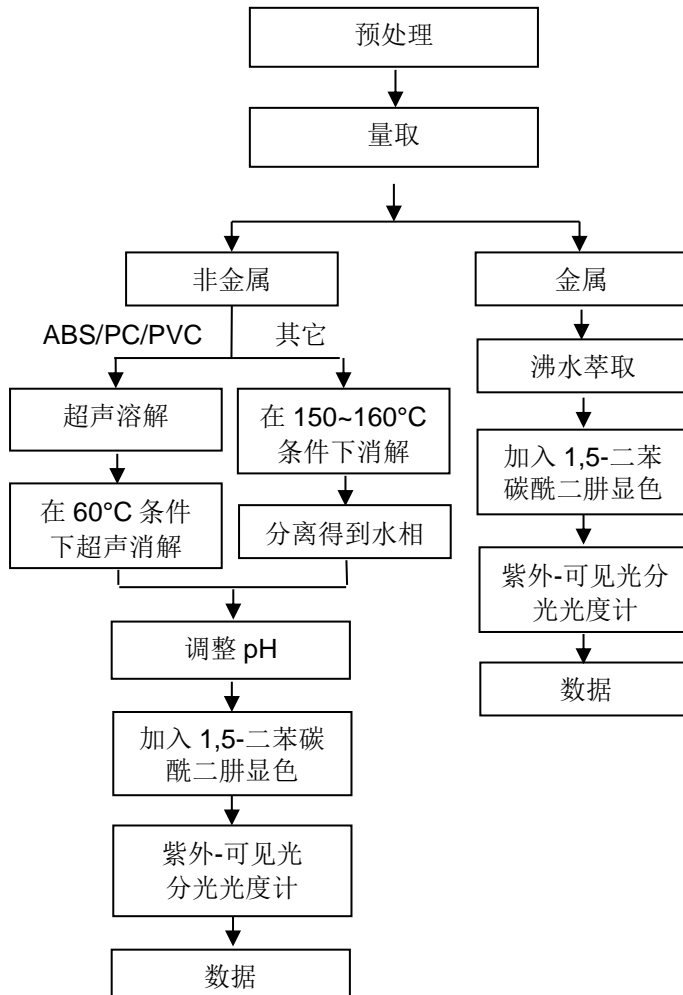 预处理
量取
非金属
金属
ABS/PC/PVC
其它
沸水萃取
超声溶解
在 150~160°C
条件下消解
加入 1,5-二苯
碳酰二肼显色
在 60°C 条件
下超声消解
分离得到水相
紫外-可见光分
光光度计
调整 pH
数据
加入 1,5-二苯碳
酰二肼显色
紫外-可见光
分光光度计
数据